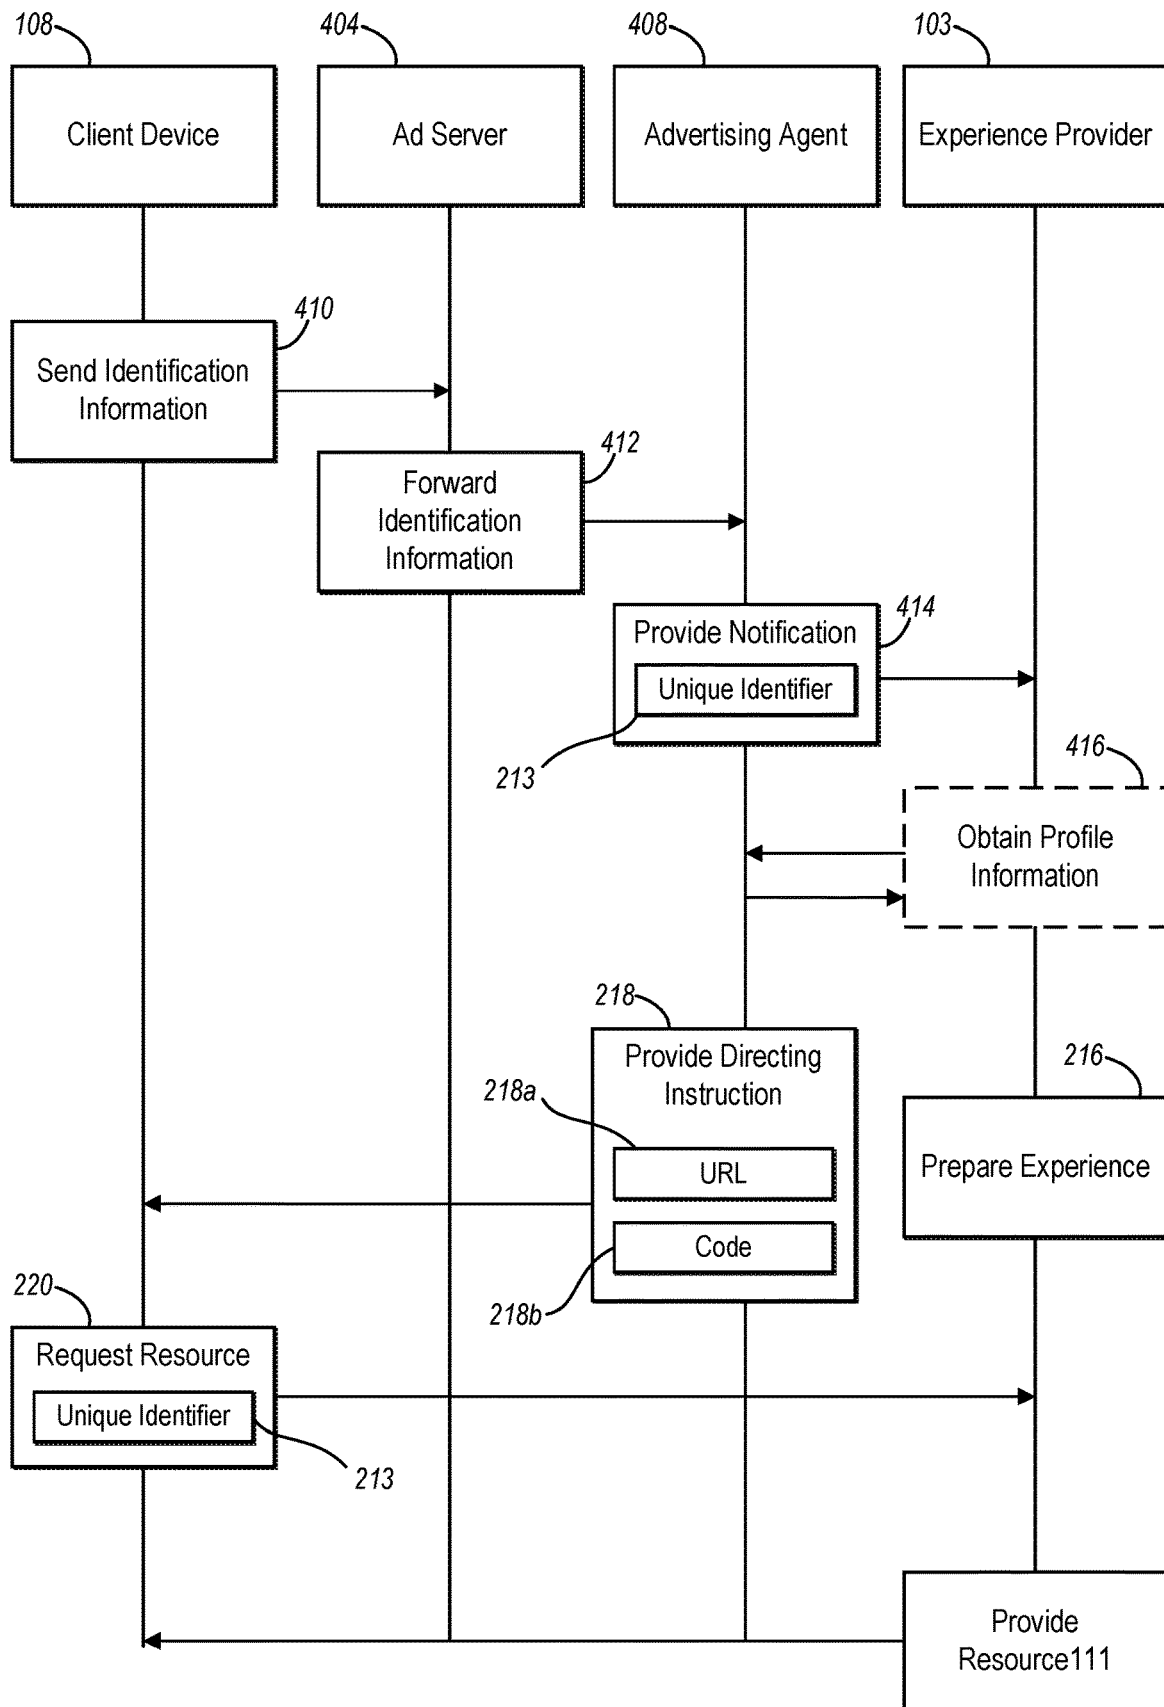 108
404
408
103
Client Device
Ad Server
Advertising Agent
Experience Provider
410
Send Identification
Information
412
Forward
Identification
Information
414
Provide Notification
Unique Identifier
213
416
Obtain Profile
Information
218
Provide Directing
Instruction
218a
URL
Code
218b
216
Prepare Experience
220
Request Resource
Unique Identifier
213
Provide
Resource111